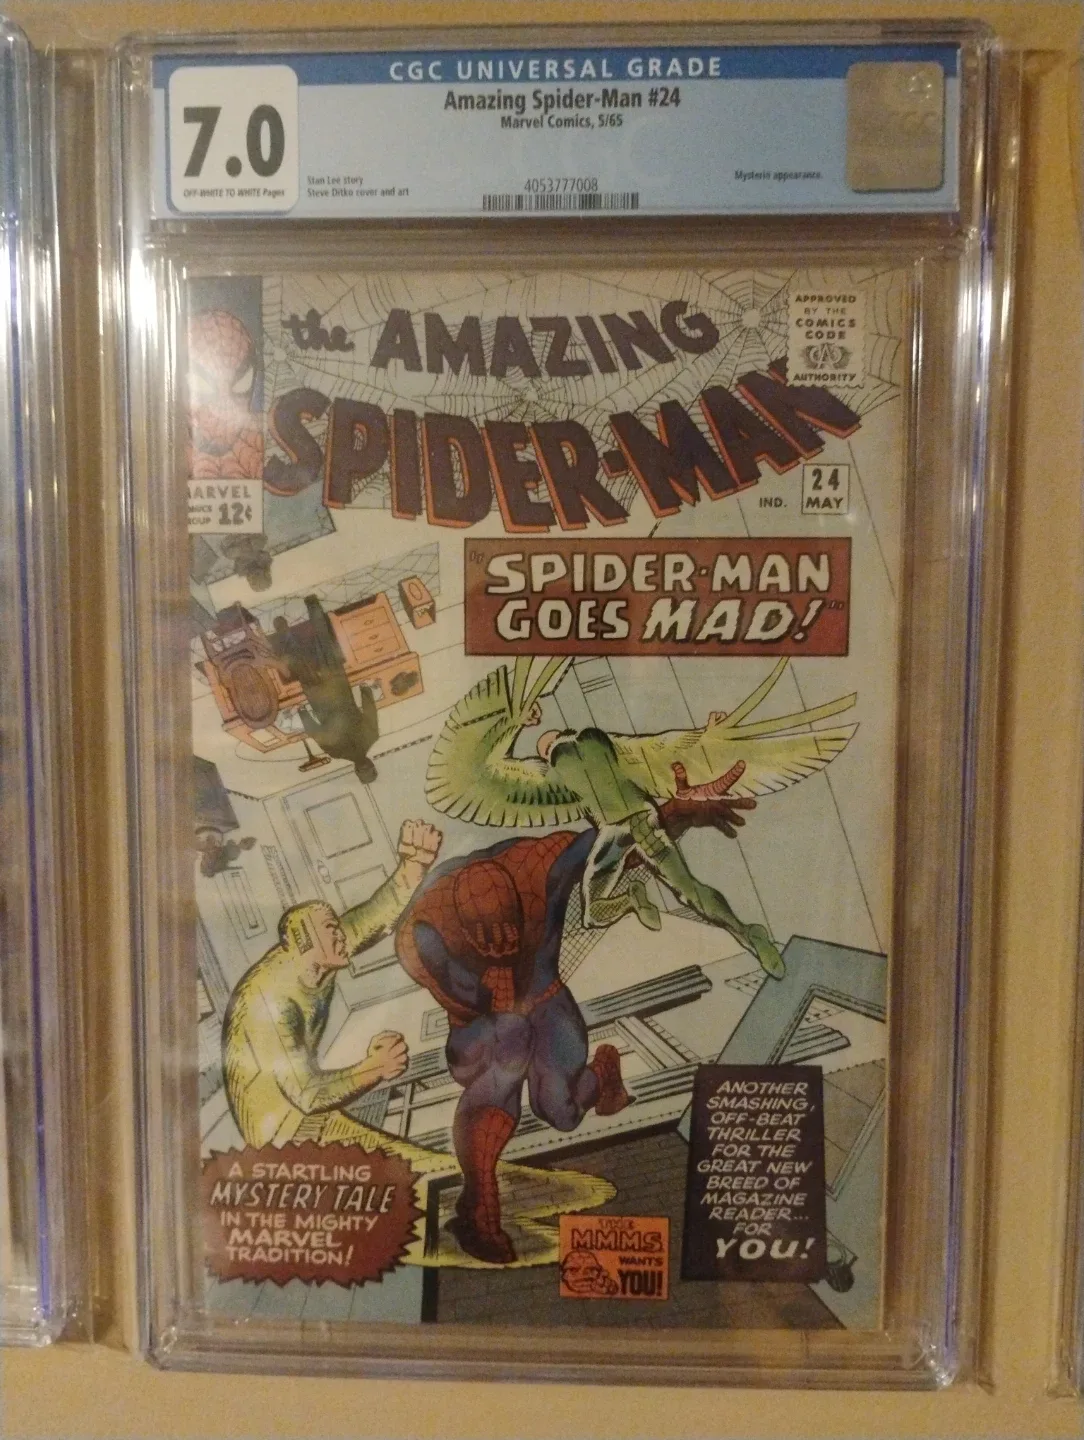 CGC UNIVERSAL GRADE
7.0
OFF-WHITE TO WHITE Pages
Amazing Spider-Man #24
Marvel Comics, 5/65
Stan Lee story
Steve Ditko cover and art
4053777008
Mysterio appearance.
the AMAZING
SPIDER-MAN
APPROVED
BY THE
COMICS
CODE
AUTHORITY
ARVEL
12¢
IND.
24
MAY
"SPIDER-MAN
GOES MAD!"
A STARTLING
MYSTERY TALE
IN THE MIGHTY
MARVEL
TRADITION!
THE
M.M.M.S.
WANTS
YOU!
ANOTHER
SMASHING,
OFF-BEAT
THRILLER
FOR THE
GREAT NEW
BREED OF
MAGAZINE
READER...
FOR
YOU!